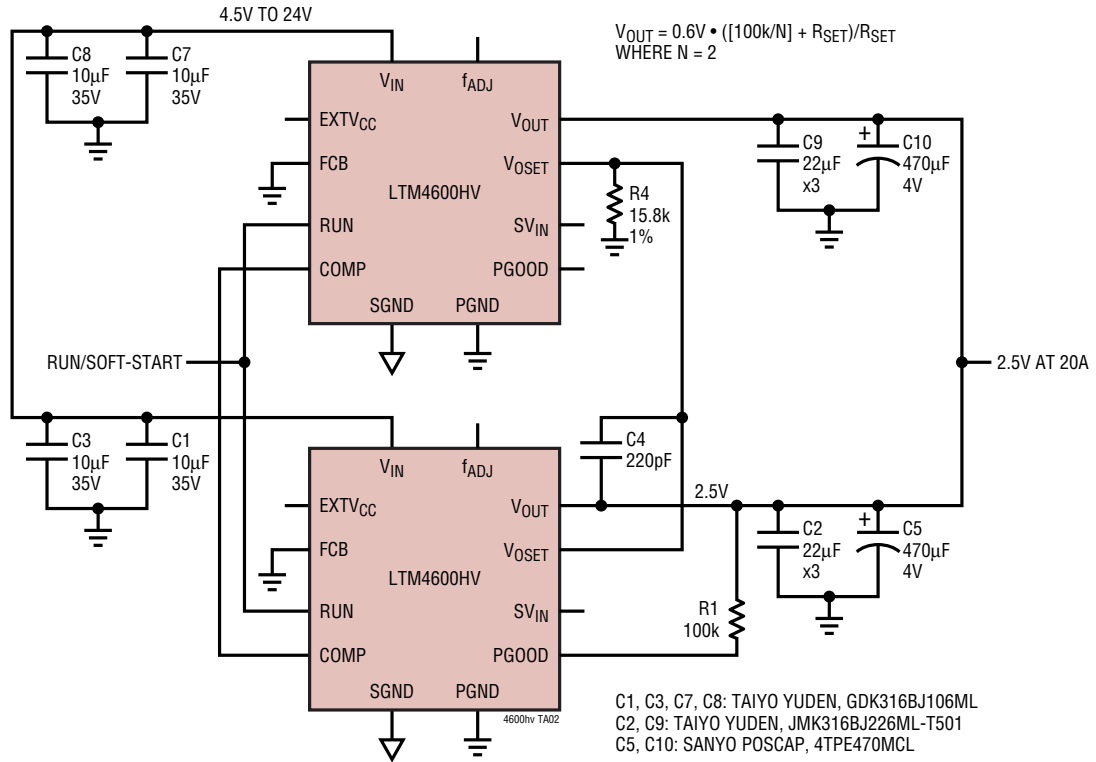 4.5V TO 24V
V_OUT = 0.6V • ([100k/N] + R_SET)/R_SET
WHERE N = 2
C8
10µF
35V
C7
10µF
35V
V_IN
f_ADJ
EXTV_CC
FCB
RUN
COMP
LTM4600HV
V_OUT
V_OSET
SV_IN
PGOOD
SGND
PGND
R4
15.8k
1%
C9
22µF
x3
+
C10
470µF
4V
RUN/SOFT-START
2.5V AT 20A
C3
10µF
35V
C1
10µF
35V
C4
220pF
V_IN
f_ADJ
EXTV_CC
FCB
RUN
COMP
LTM4600HV
V_OUT
V_OSET
SV_IN
PGOOD
SGND
PGND
2.5V
C2
22µF
x3
+
C5
470µF
4V
R1
100k
4600hv TA02
C1, C3, C7, C8: TAIYO YUDEN, GDK316BJ106ML
C2, C9: TAIYO YUDEN, JMK316BJ226ML-T501
C5, C10: SANYO POSCAP, 4TPE470MCL